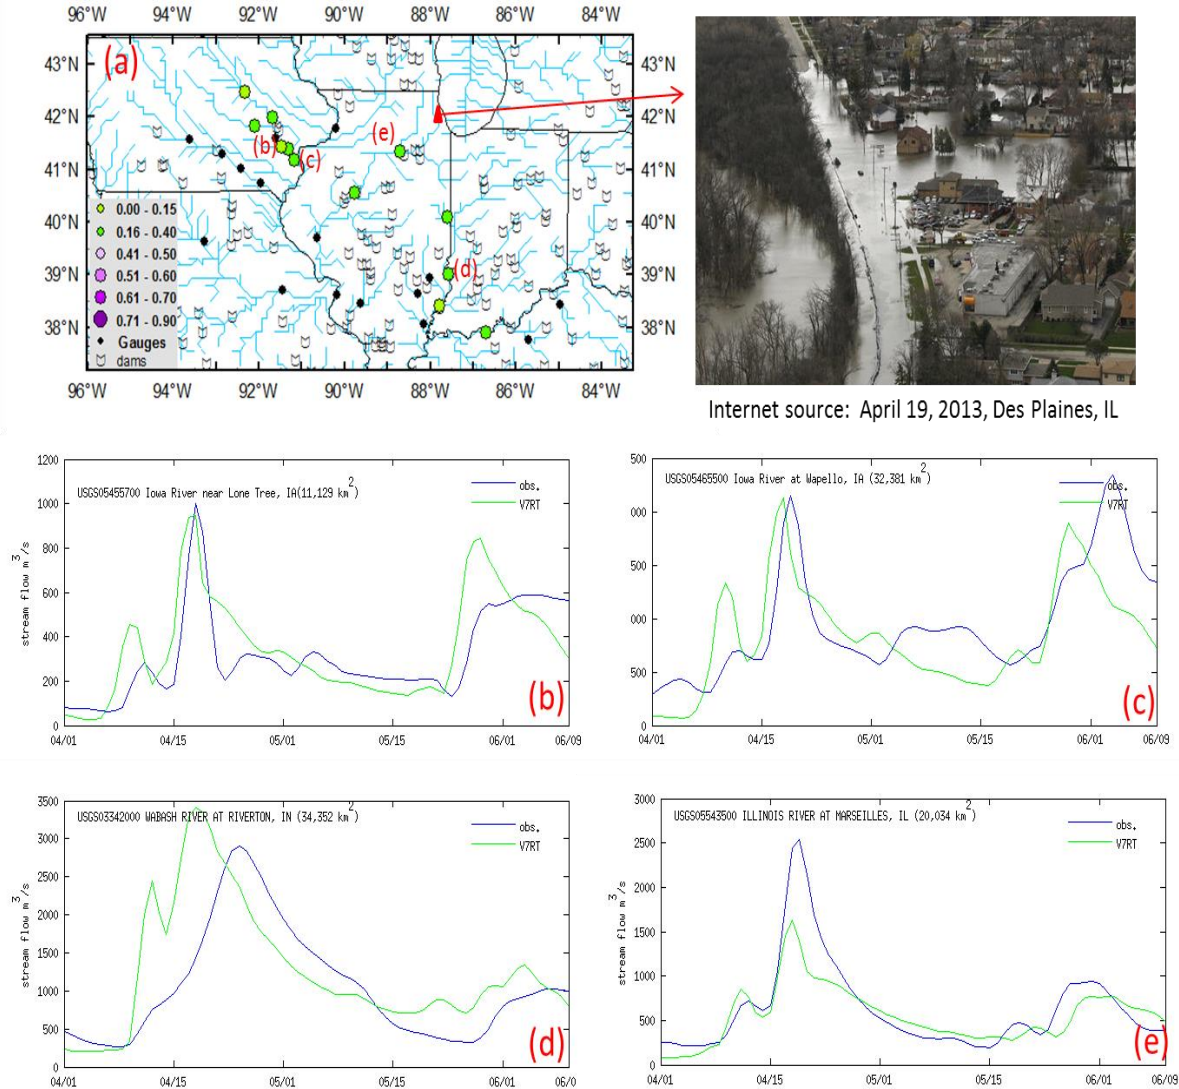 96°W 94°W 92°W 90°W 88°W 86°W 84°W
(a)
43°N 43°N
42°N 42°N
(e)
(b)
(c)
41°N 41°N
40°N 40°N
0.00 - 0.15
0.16 - 0.40
0.41 - 0.50
0.51 - 0.60
0.61 - 0.70
0.71 - 0.90
Gauges
dams
39°N
(d)
38°N
96°W 94°W 92°W 90°W 88°W 86°W 84°W
Internet source: April 19, 2013, Des Plaines, IL
USGS05455700 Iowa River near Lone Tree, IA(11,129 km2)
obs.
V7RT
1200
1000
800
600
400
200
0
stream flow m3/s
04/01 04/15 05/01 05/15 06/01 06/09
(b)
USGS05465500 Iowa River at Wapello, IA (32,381 km2)
obs.
V7RT
500
000
500
000
500
0
04/01 04/15 05/01 05/15 06/01 06/09
(c)
USGS03342000 WABASH RIVER AT RIVERTON, IN (34,352 km2)
obs.
V7RT
3500
3000
2500
2000
1500
1000
500
0
stream flow m3/s
04/01 04/15 05/01 05/15 06/01 06/0
(d)
USGS05543500 ILLINOIS RIVER AT MARSEILLES, IL (20,034 km2)
obs.
V7RT
3000
2500
2000
1500
1000
500
0
stream flow m3/s
04/01 04/15 05/01 05/15 06/01 06/09
(e)